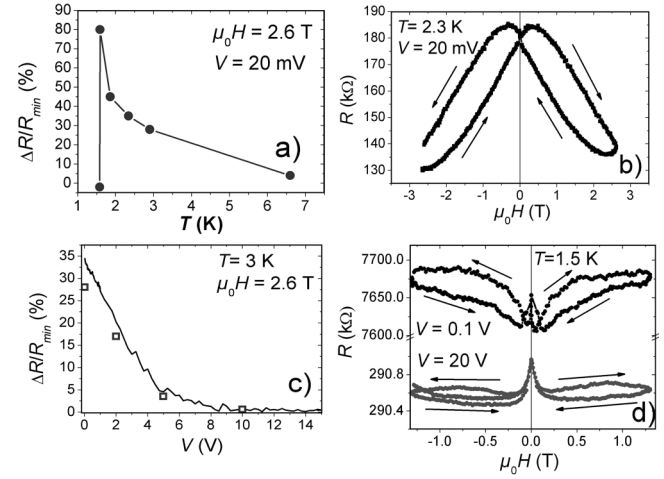 90
80
70
60
50
40
30
20
10
0
ΔR/R_min (%)
μ₀H = 2.6 T
V = 20 mV
a)
1 2 3 4 5 6 7
T (K)
190
180
170
160
150
140
130
R (kΩ)
T = 2.3 K
V = 20 mV
b)
-3 -2 -1 0 1 2 3
μ₀H (T)
35
30
25
20
15
10
5
0
ΔR/R_min (%)
T = 3 K
μ₀H = 2.6 T
c)
0 2 4 6 8 10 12 14
V (V)
7700.0
7650.0
7600.0
290.8
290.4
R (kΩ)
T=1.5 K
V = 0.1 V
V = 20 V
d)
-1.0 -0.5 0.0 0.5 1.0
μ₀H (T)